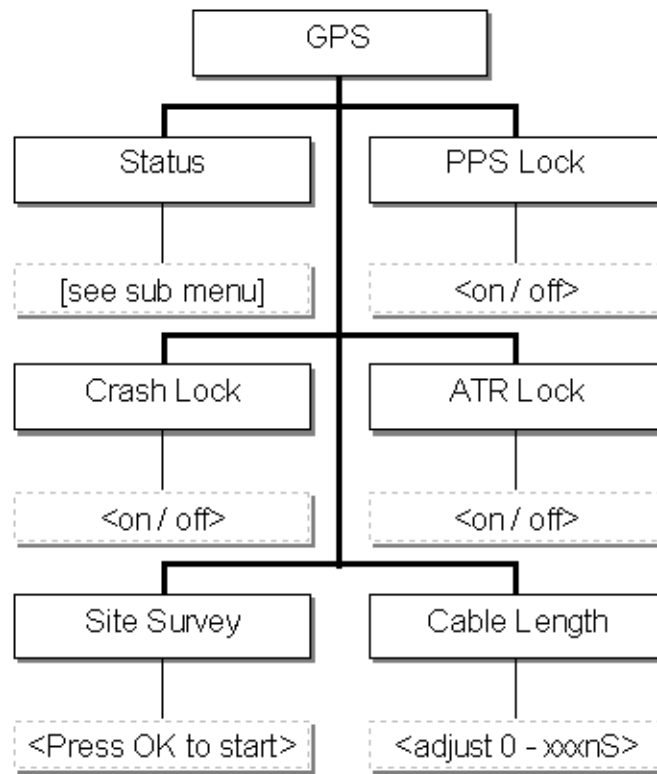 GPS
Status
PPS Lock
[see sub menu]
<on / off>
Crash Lock
ATR Lock
<on / off>
<on / off>
Site Survey
Cable Length
<Press OK to start>
<adjust 0 - xxxnS>